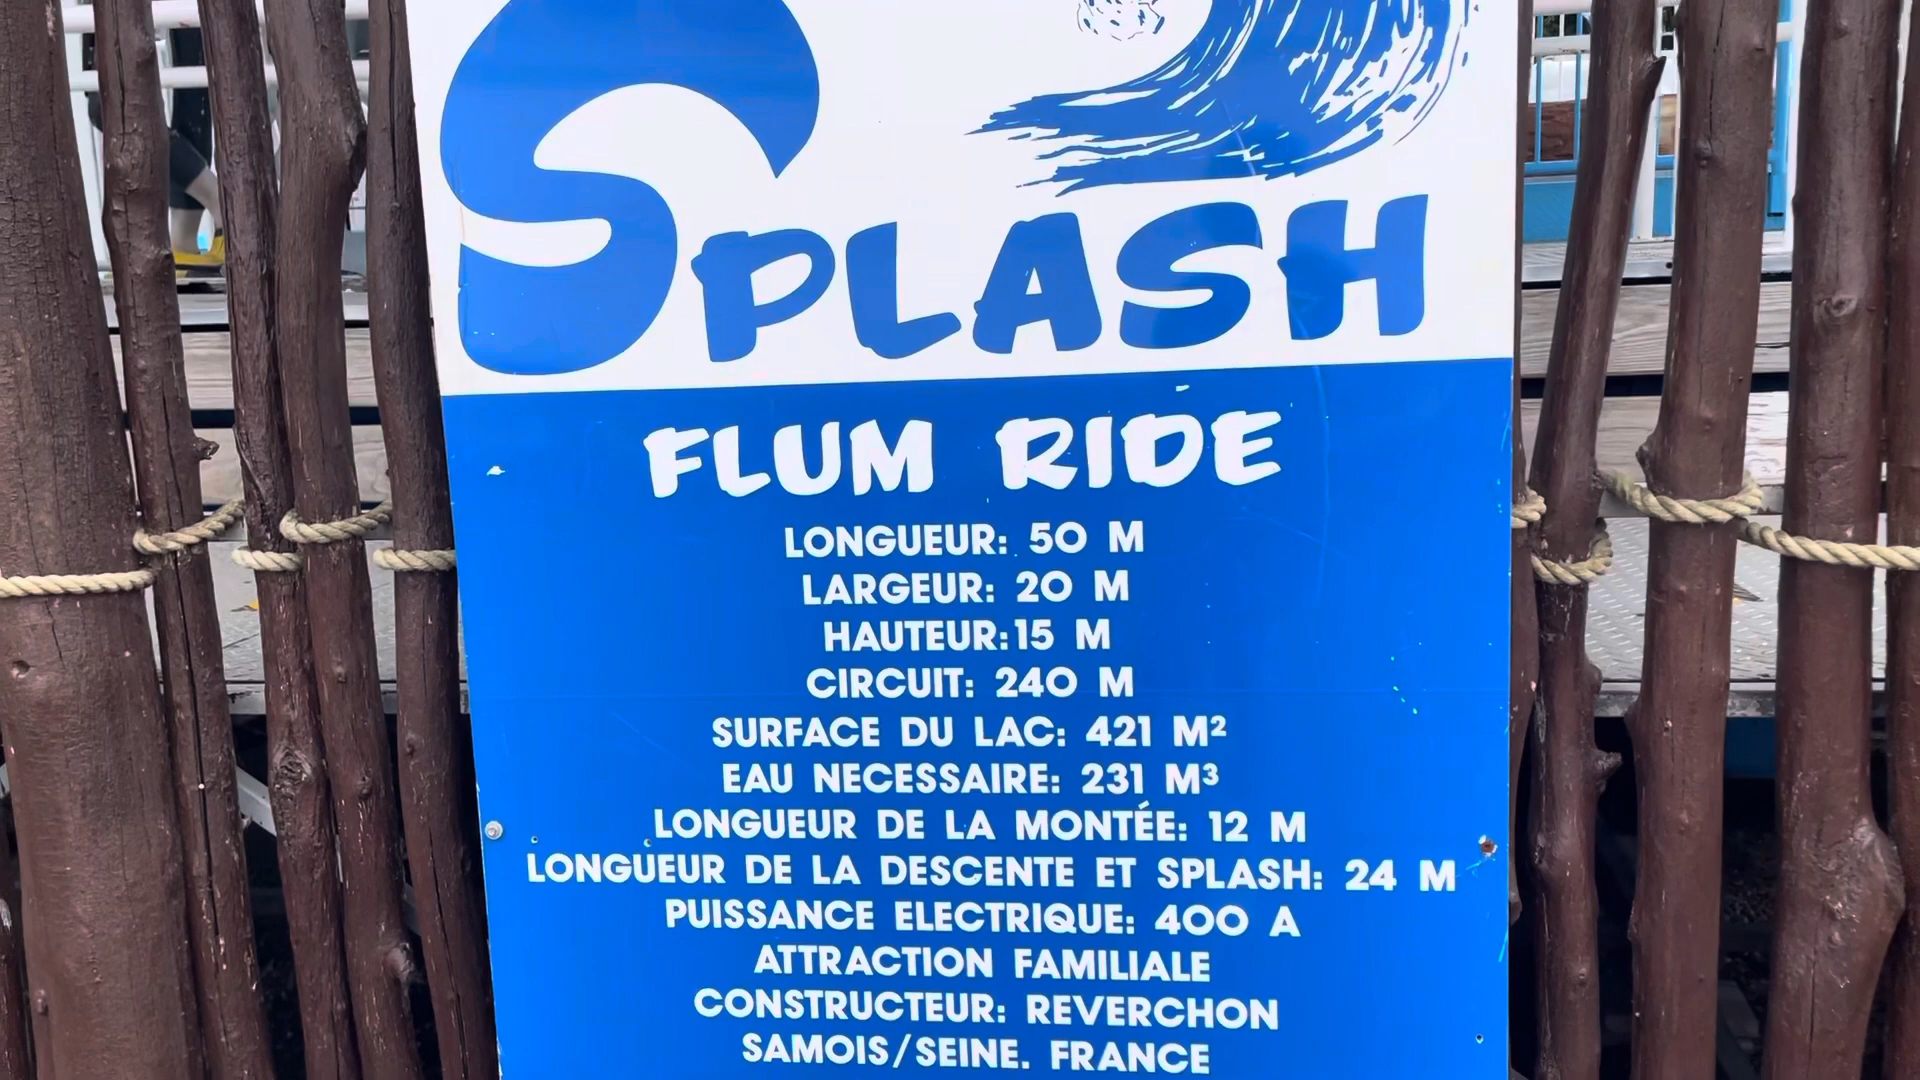 SPLASH
FLUM RIDE
LONGUEUR: 50 M
LARGEUR: 20 M
HAUTEUR: 15 M
CIRCUIT: 240 M
SURFACE DU LAC: 421 M²
EAU NECESSAIRE: 231 M³
LONGUEUR DE LA MONTÉE: 12 M
LONGUEUR DE LA DESCENTE ET SPLASH: 24 M
PUISSANCE ELECTRIQUE: 400 A
ATTRACTION FAMILIALE
CONSTRUCTEUR: REVERCHON
SAMOIS/SEINE. FRANCE